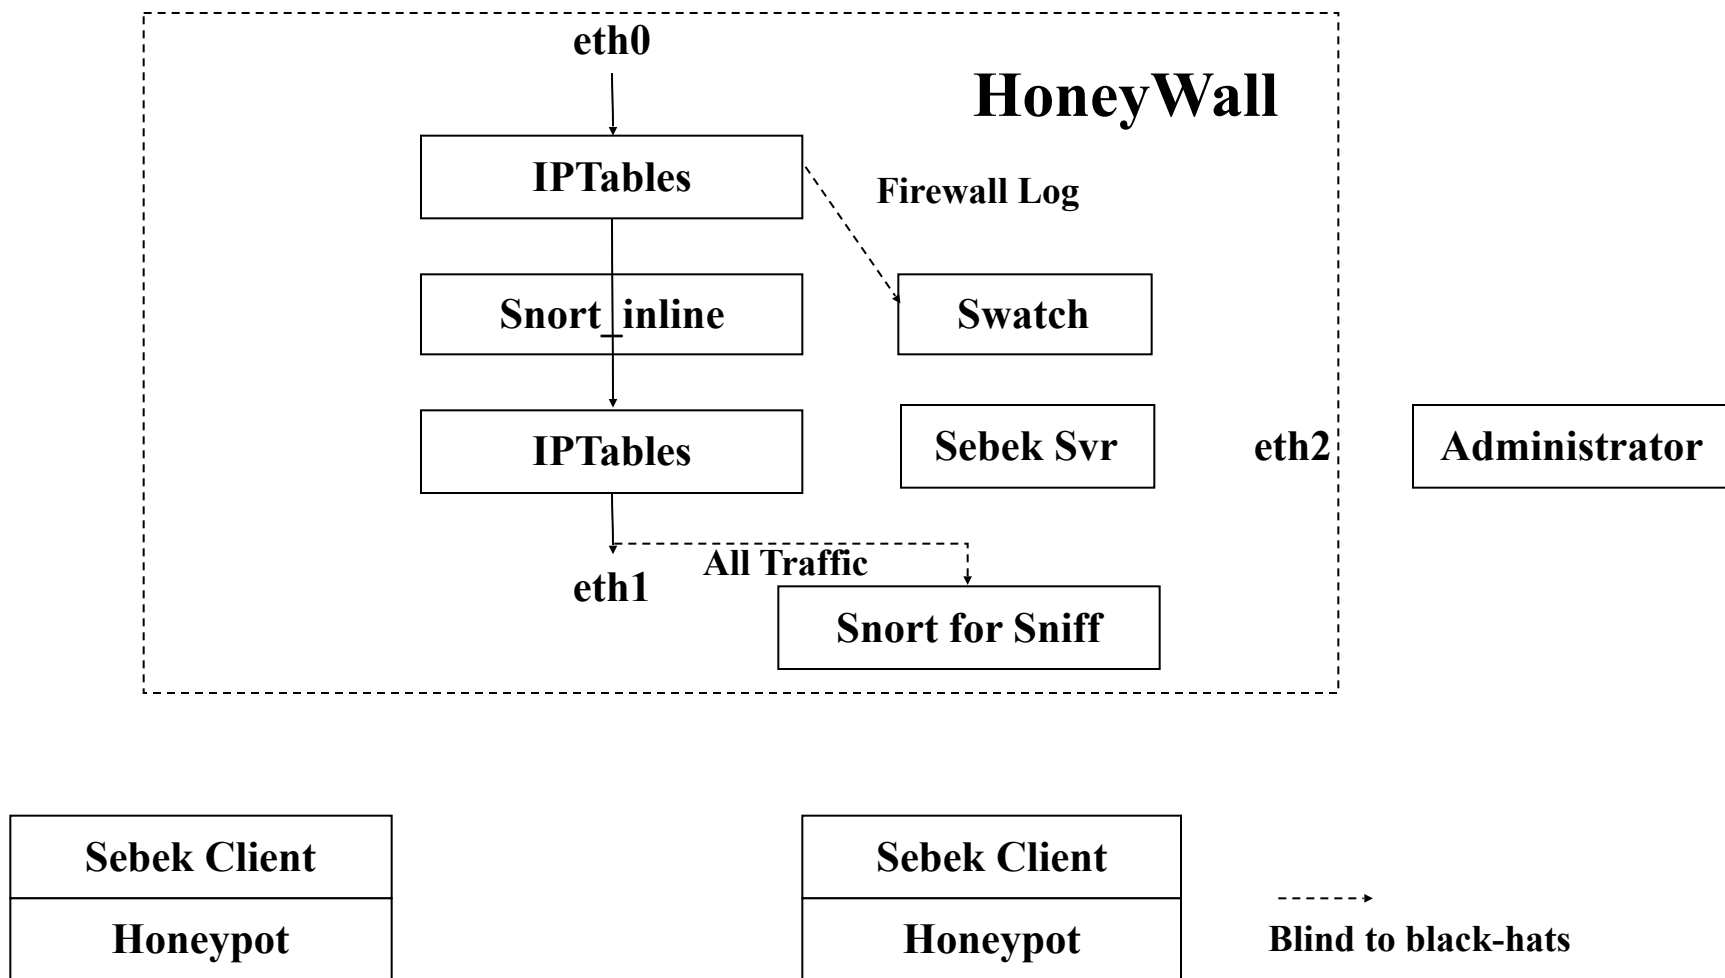 eth0
HoneyWall
IPTables
Firewall Log
Snort_inline
Swatch
IPTables
Sebek Svr
eth2
Administrator
All Traffic
eth1
Snort for Sniff
Sebek Client
Sebek Client
Honeypot
Honeypot
Blind to black-hats